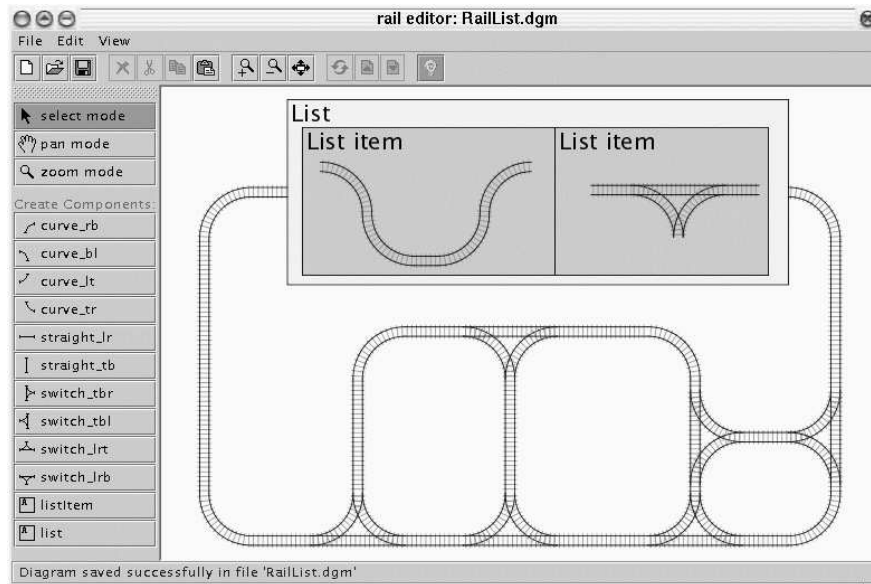 rail editor: RailList.dgm
File Edit View
select mode
pan mode
zoom mode
Create Components:
curve_rb
curve_bl
curve_lt
curve_tr
straight_lr
straight_tb
switch_tbr
switch_tbl
switch_lrt
switch_lrb
A listItem
A list
List
List item
List item
Diagram saved successfully in file 'RailList.dgm'